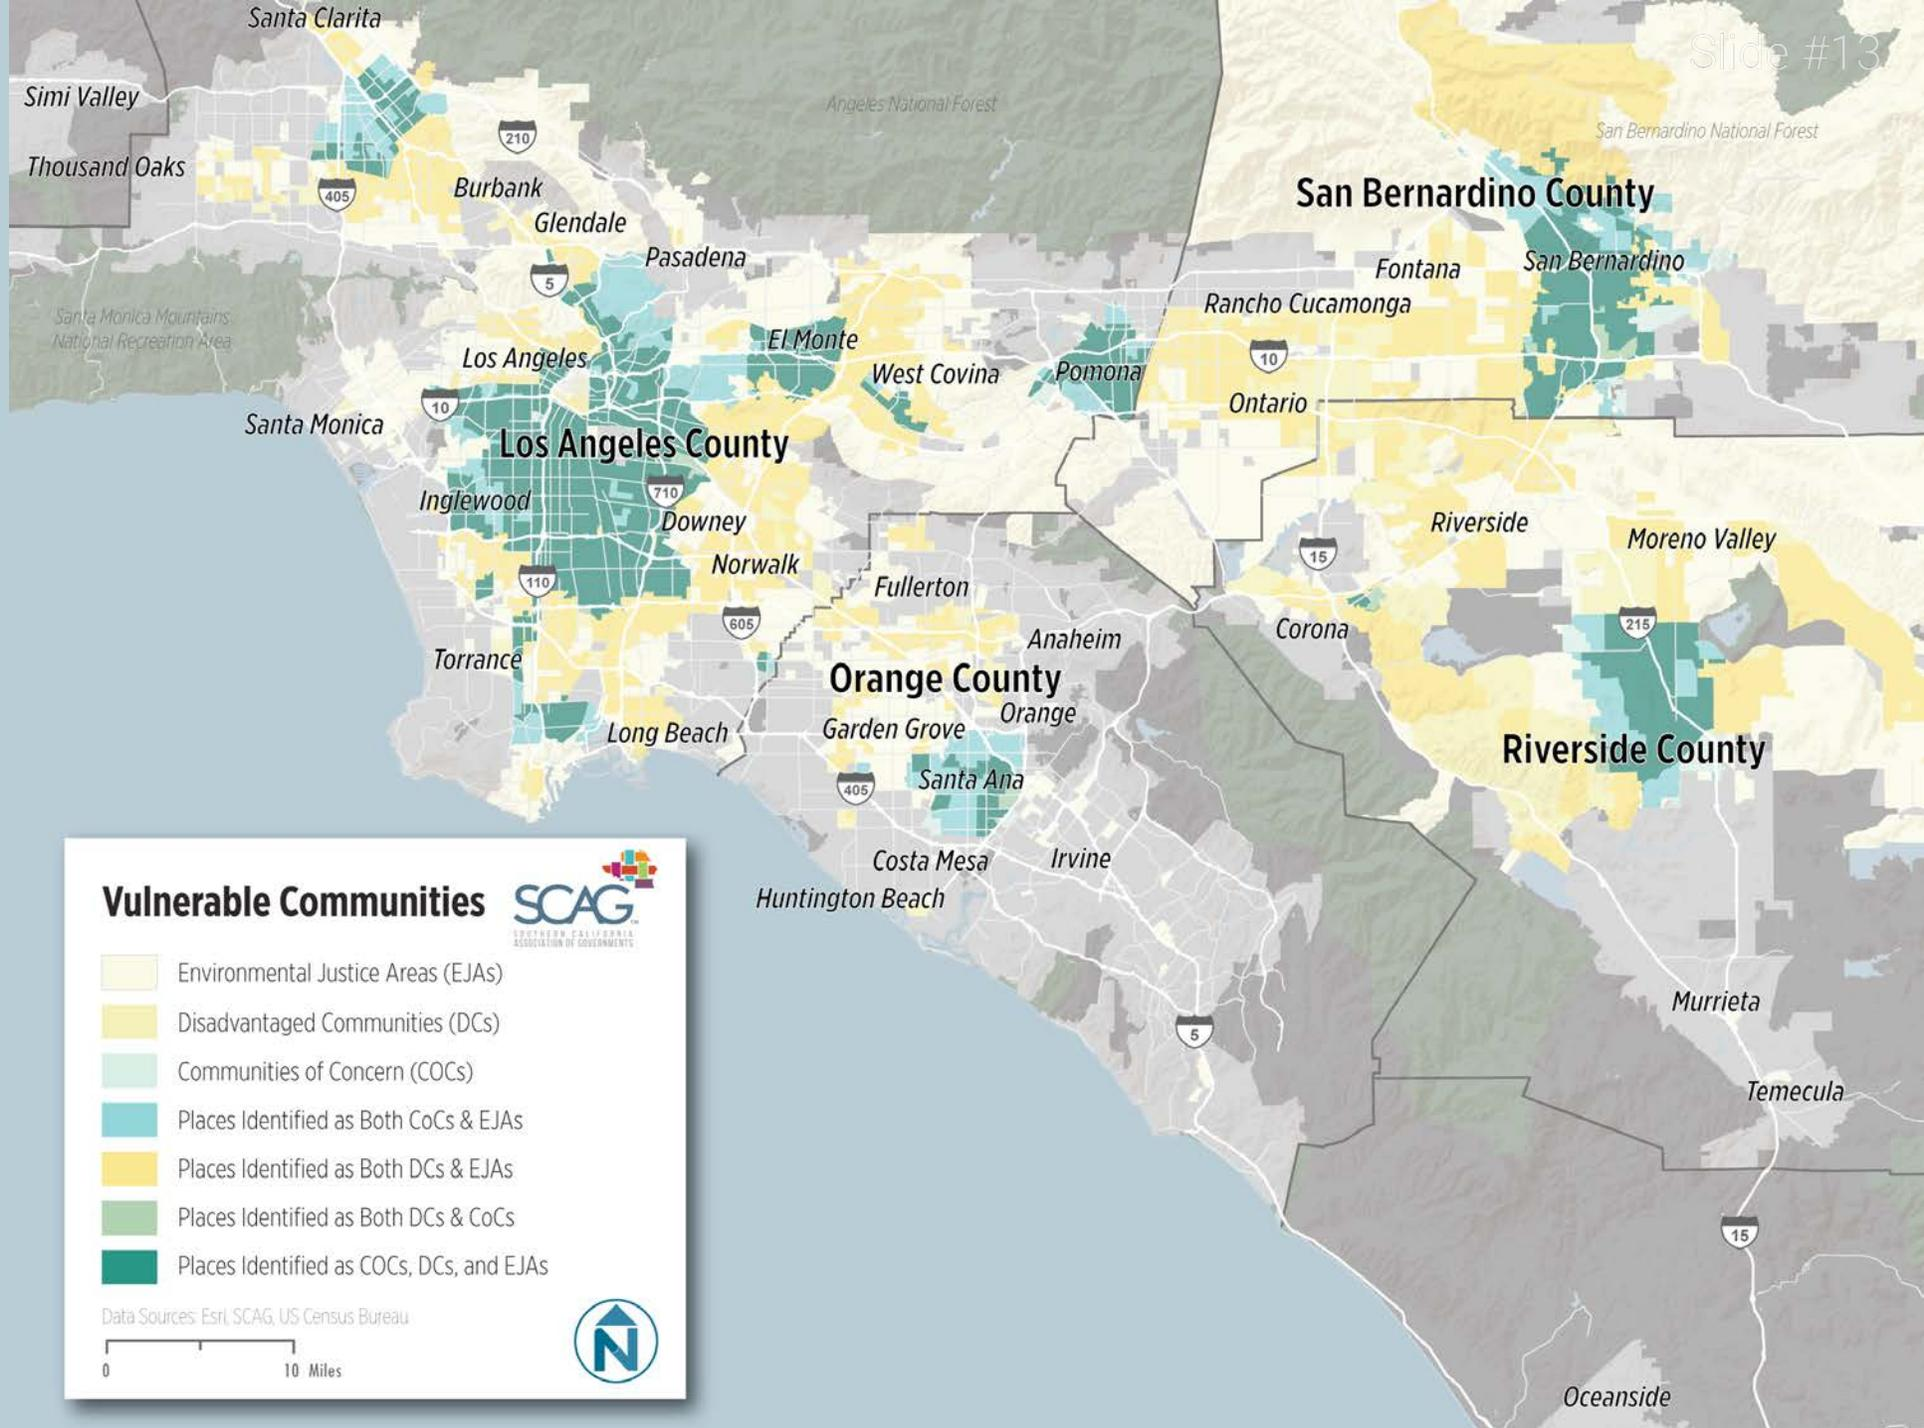 Santa Clarita
Slide #13
Simi Valley
Angeles National Forest
210
San Bernardino National Forest
Thousand Oaks
405
Burbank
San Bernardino County
Glendale
Pasadena
5
Fontana
San Bernardino
Rancho Cucamonga
Santa Monica Mountains
National Recreation Area
El Monte
Los Angeles
West Covina
Pomona
10
10
Ontario
Santa Monica
Los Angeles County
Inglewood
710
Downey
Riverside
Moreno Valley
15
Norwalk
110
Fullerton
605
Corona
215
Anaheim
Torrance
Orange County
Orange
Long Beach
Garden Grove
Riverside County
405
Santa Ana
Costa Mesa
Irvine
Huntington Beach
Murrieta
5
Temecula
15
Oceanside
Vulnerable Communities
SCAG
SOUTHERN CALIFORNIA
ASSOCIATION OF GOVERNMENTS
Environmental Justice Areas (EJAs)
Disadvantaged Communities (DCs)
Communities of Concern (COCs)
Places Identified as Both CoCs & EJAs
Places Identified as Both DCs & EJAs
Places Identified as Both DCs & CoCs
Places Identified as COCs, DCs, and EJAs
Data Sources: Esri, SCAG, US Census Bureau
0 10 Miles
N